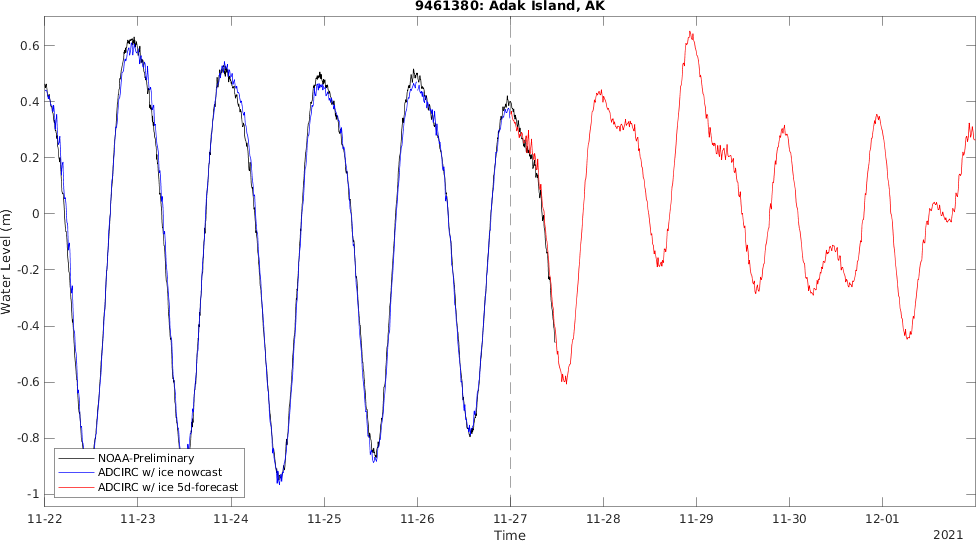 9461380: Adak Island, AK
0.6
0.4
0.2
0
-0.2
-0.4
-0.6
-0.8
-1
Water Level (m)
NOAA-Preliminary
ADCIRC w/ ice nowcast
ADCIRC w/ ice 5d-forecast
11-22 11-23 11-24 11-25 11-26 11-27 11-28 11-29 11-30 12-01
Time
2021